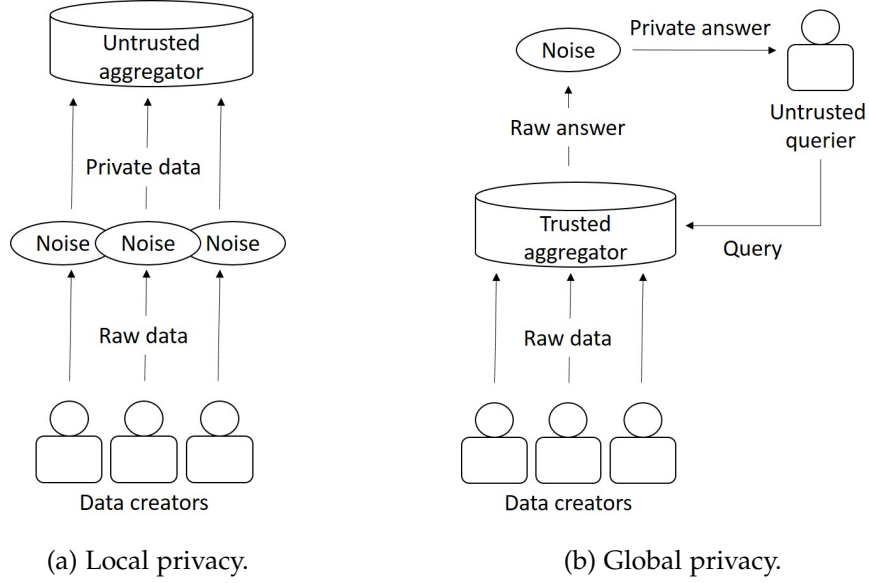 Untrusted
aggregator
Private data
Noise
Noise
Noise
Raw data
Data creators
(a) Local privacy.
Noise
Private answer
Untrusted
querier
Raw answer
Trusted
aggregator
Query
Raw data
Data creators
(b) Global privacy.